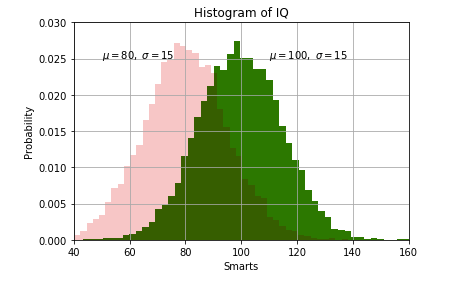 Histogram of IQ
0.030
0.025
0.020
0.015
0.010
0.005
0.000
Probability
μ = 80, σ = 15
μ = 100, σ = 15
40 60 80 100 120 140 160
Smarts